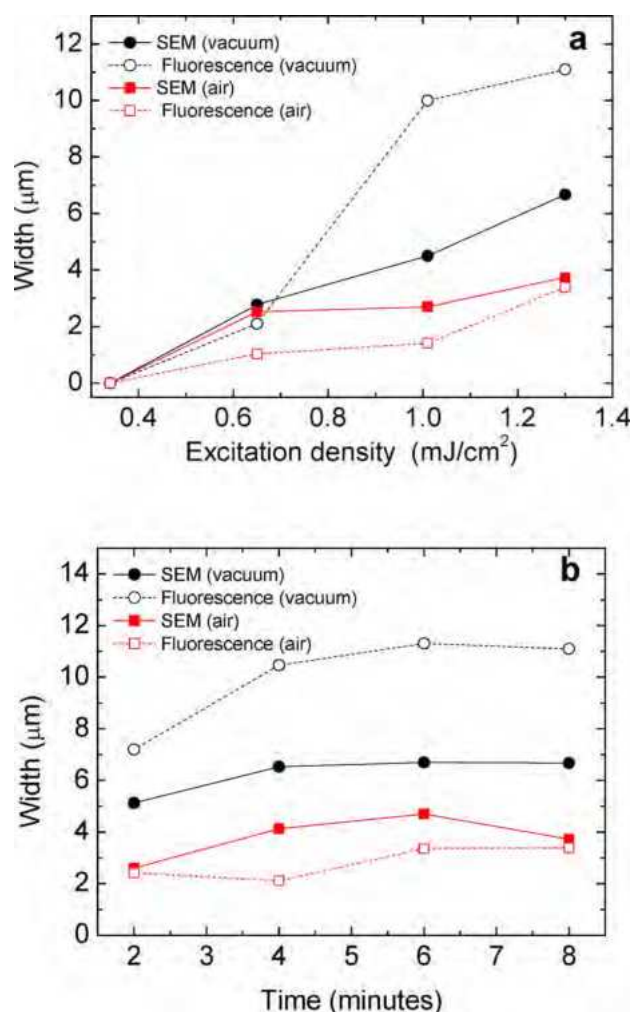 a
SEM (vacuum)
Fluorescence (vacuum)
SEM (air)
Fluorescence (air)
12
10
8
6
4
2
0
Width (μm)
0.4 0.6 0.8 1.0 1.2 1.4
Excitation density (mJ/cm²)
b
SEM (vacuum)
Fluorescence (vacuum)
SEM (air)
Fluorescence (air)
14
12
10
8
6
4
2
0
Width (μm)
2 3 4 5 6 7 8
Time (minutes)